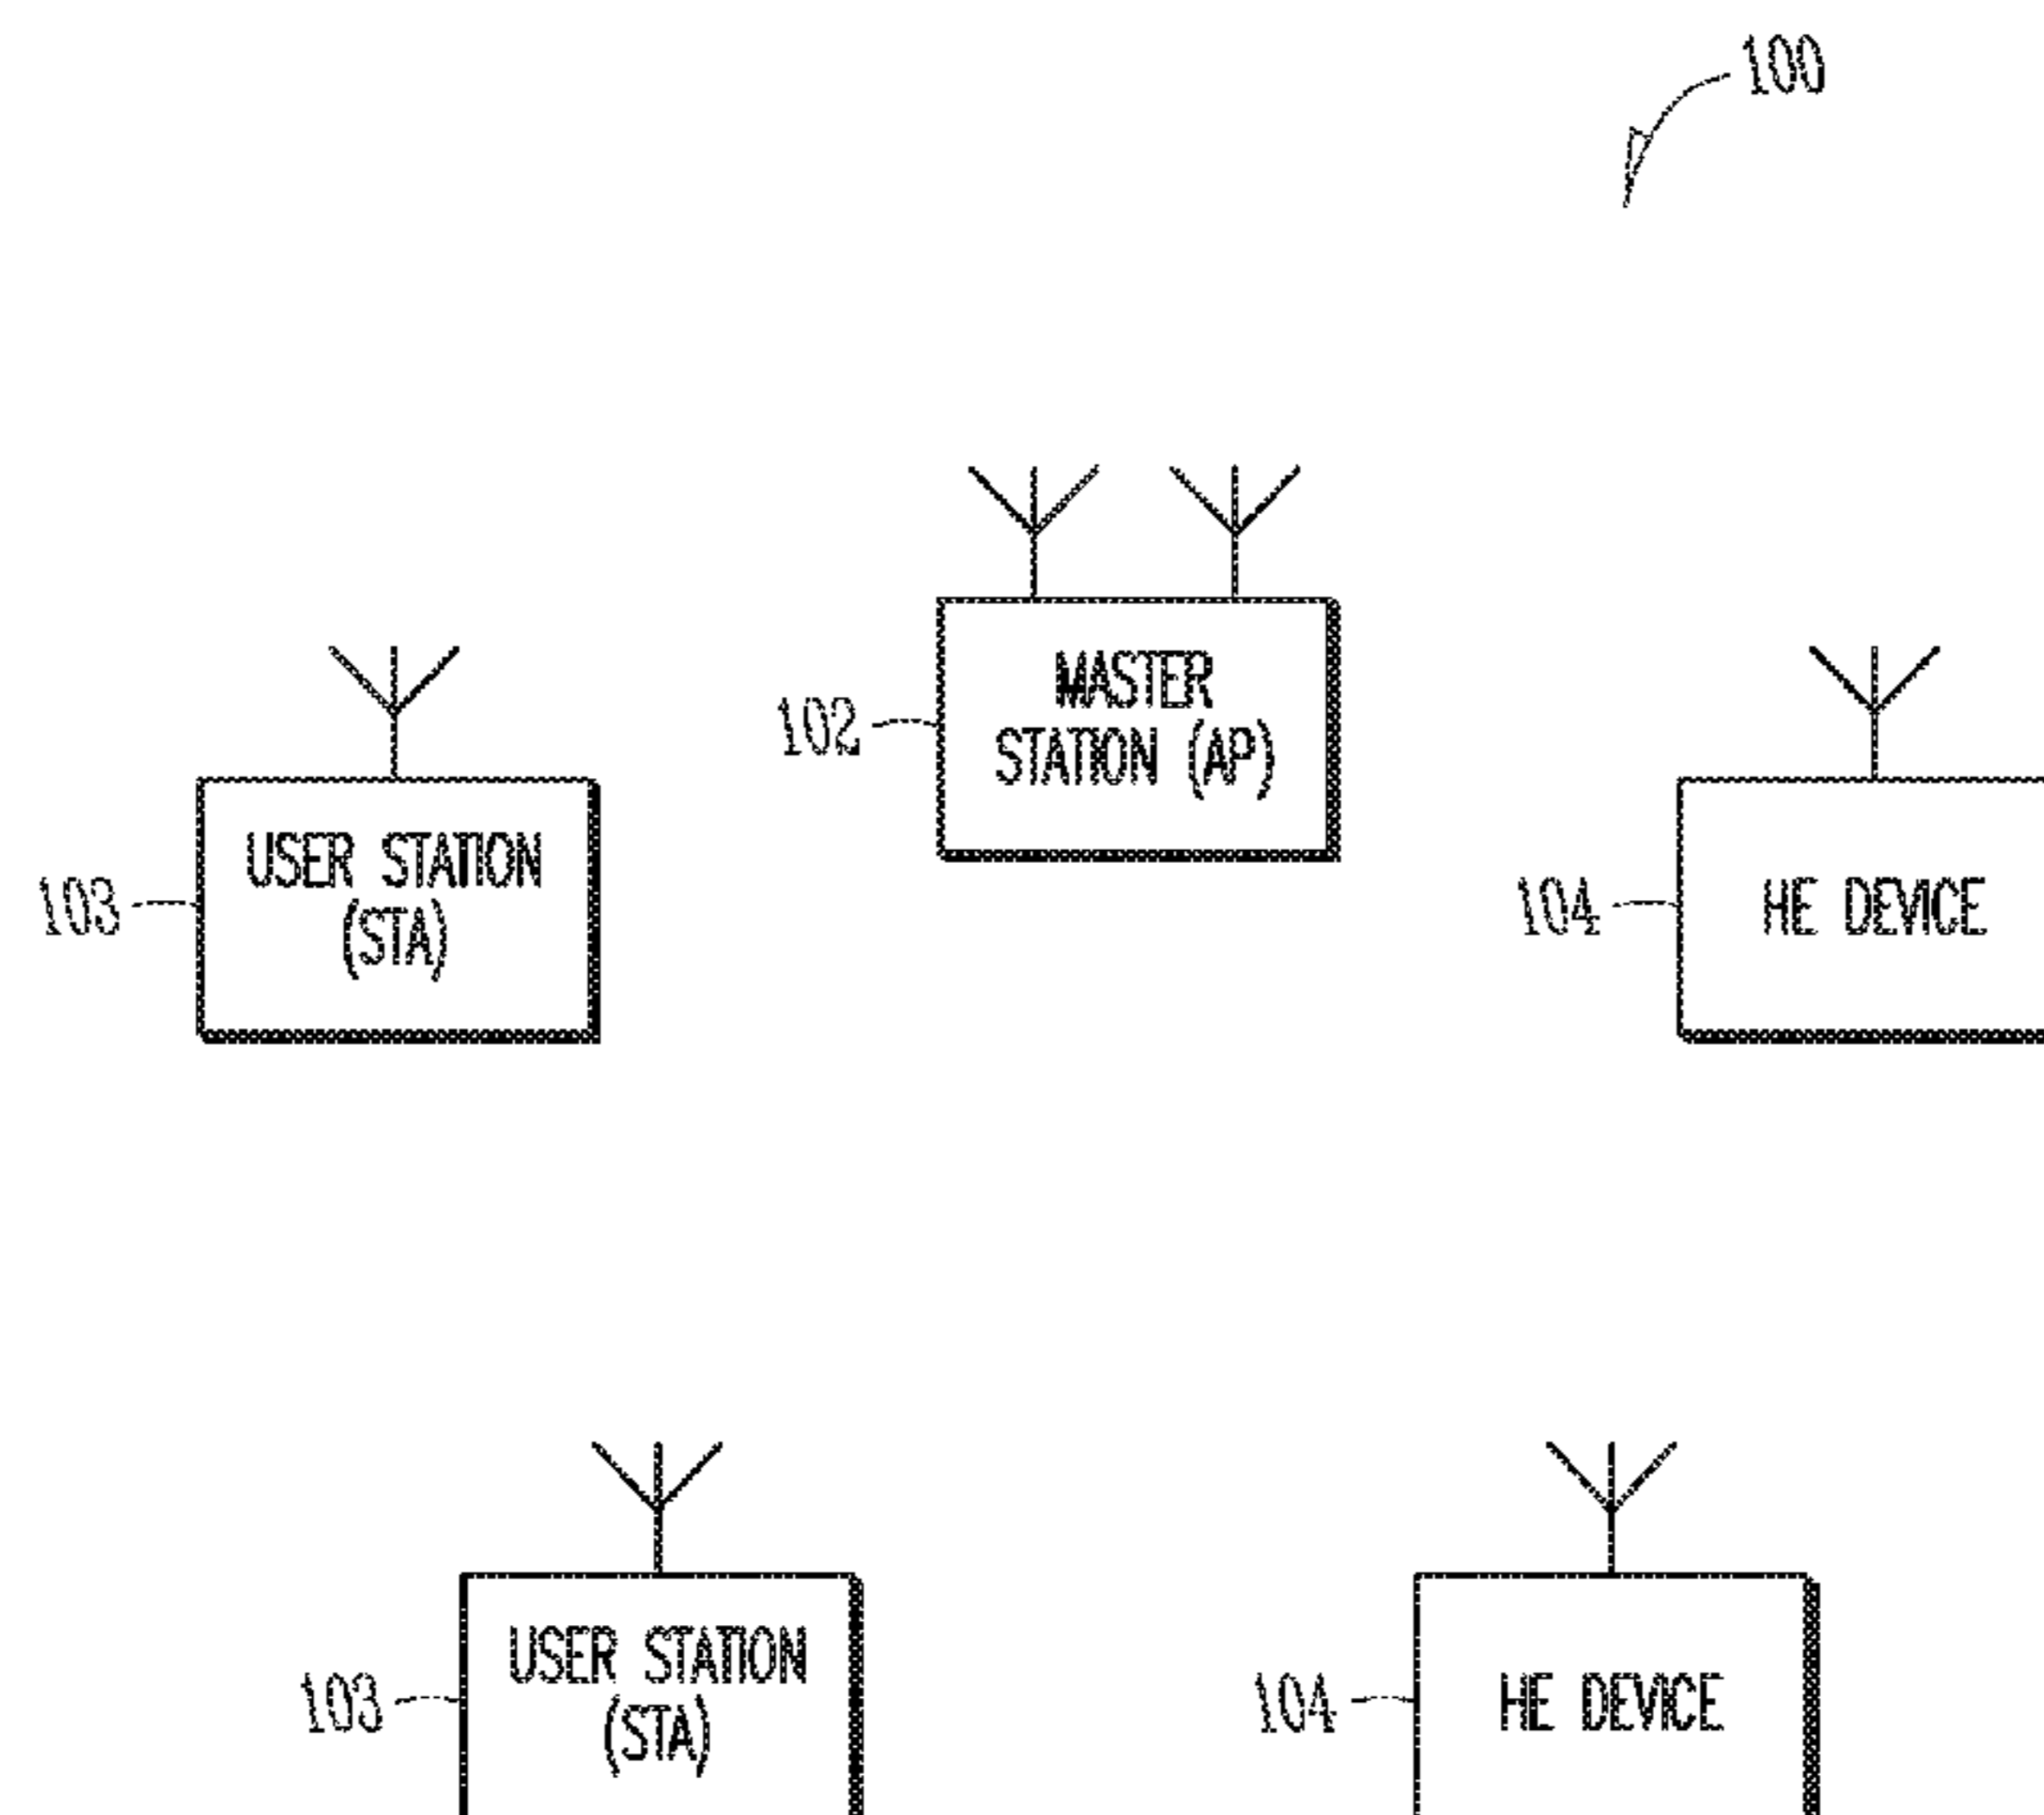 100
102
MASTER
STATION (AP)
103
USER STATION
(STA)
104
HE DEVICE
103
USER STATION
(STA)
104
HE DEVICE